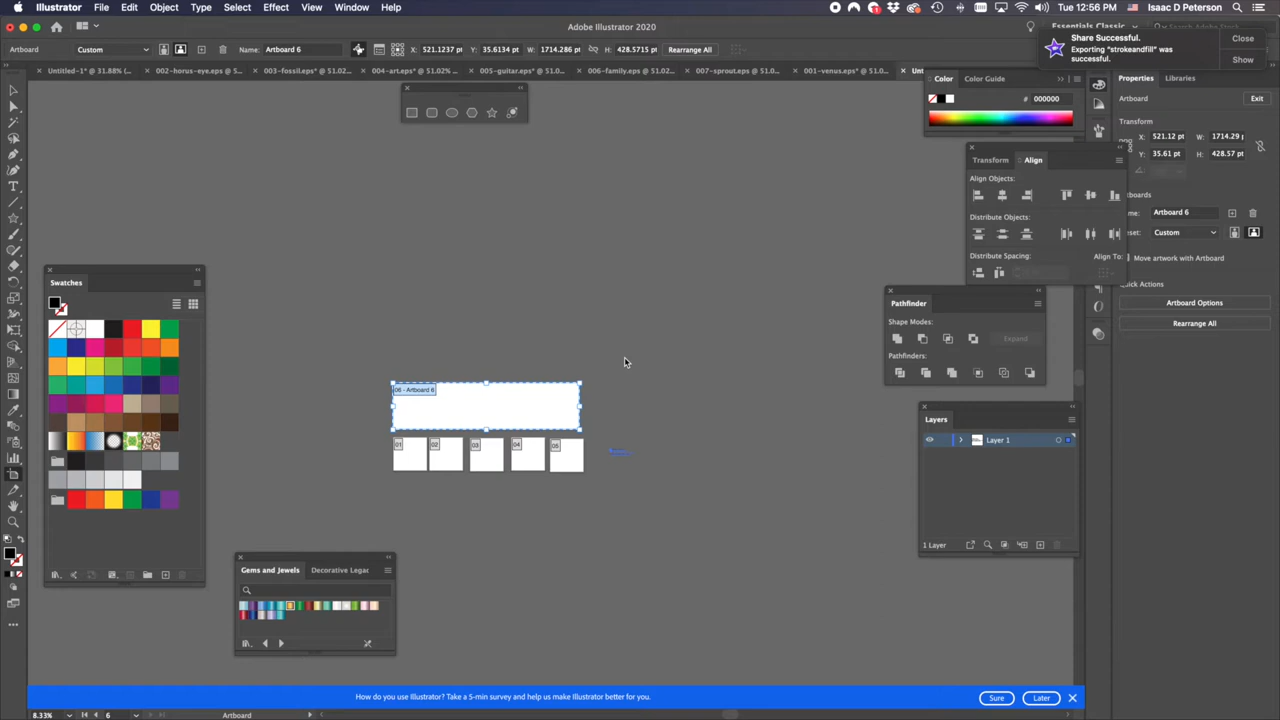 Illustrator File Edit Object Type Select Effect View Window Help
Tue 12:56 PM Isaac D Peterson
Adobe Illustrator 2020
Essentials Classic
Artboard Custom Name: Artboard 6 X: 521.1237 pt Y: 35.6134 pt W: 1714.286 pt H: 428.5715 pt Rearrange All
Share Successful.
Exporting "strokeandfill" was successful.
Close
Show
Untitled-1* @ 31.88% (... 002-horus-eye.eps @ 5... 003-fossil.eps* @ 51.02% ... 004-art.eps* @ 51.02% ... 005-guitar.eps* @ 51.02... 006-family.eps @ 51.02... 007-sprout.eps @ 51.02... 001-venus.eps* @ 51.02%...
Color Color Guide
# 000000
Properties Libraries
Artboard
Exit
Transform
X: 521.12 pt W: 1714.29 p
Y: 35.61 pt H: 428.57 pt
Transform Align
Align Objects:
Distribute Objects:
Distribute Spacing: Align To:
Artboard 6
Custom
Move artwork with Artboard
Quick Actions
Artboard Options
Rearrange All
Pathfinder
Shape Modes:
Expand
Pathfinders:
Swatches
06 - Artboard 6
01 02 03 04 05
Layers
Layer 1
1 Layer
Gems and Jewels Decorative Legac
How do you use Illustrator? Take a 5-min survey and help us make Illustrator better for you.
Sure Later
8.33% 6 Artboard